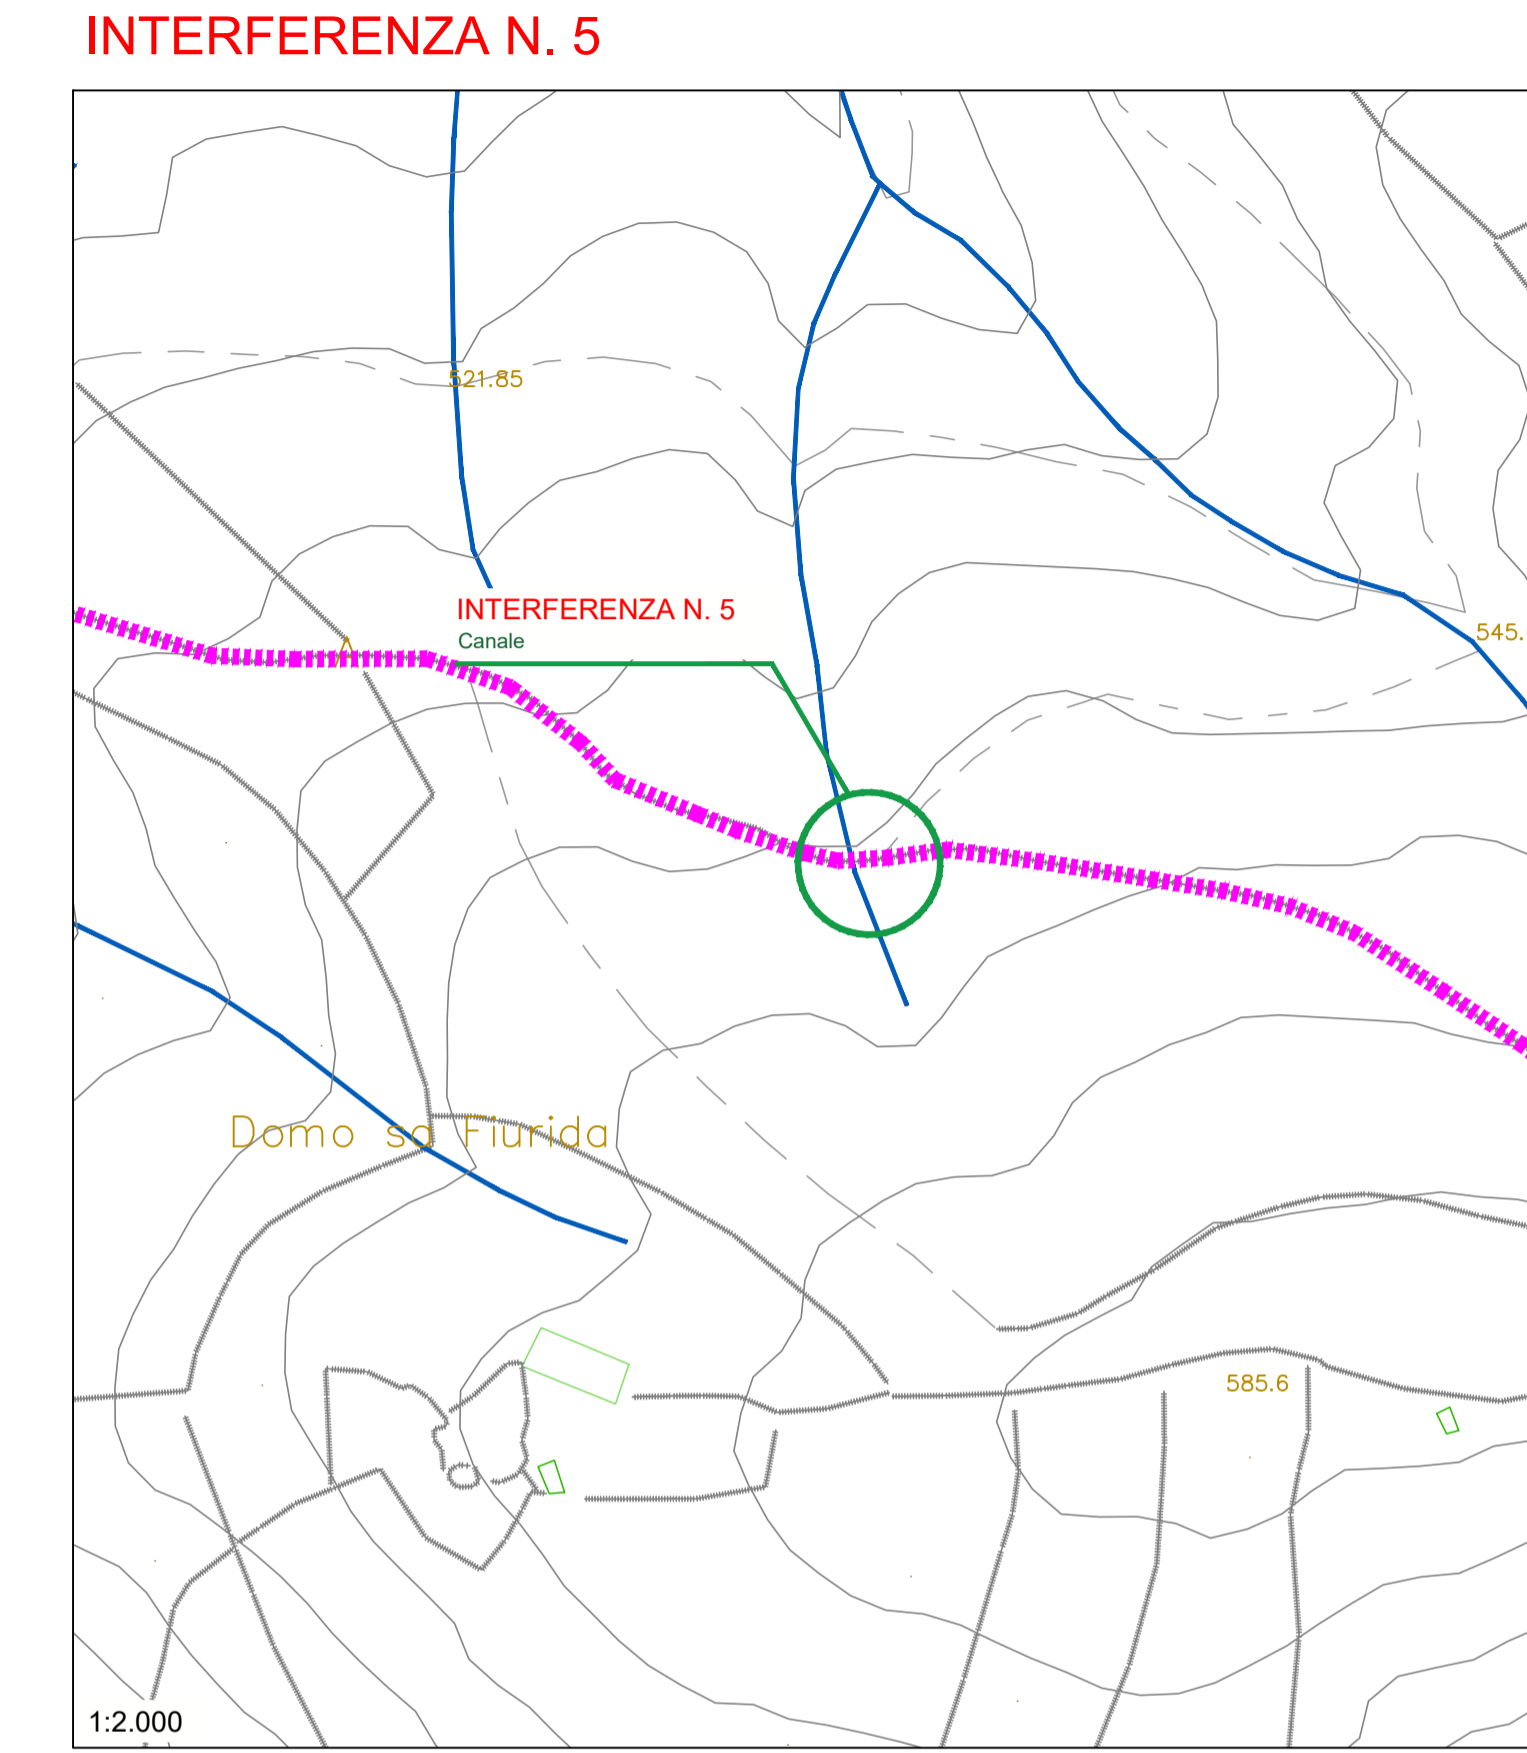 INTERFERENZA N. 5
521.85
INTERFERENZA N. 5
Canale
545.
Domo sa Fiurida
585.6
1:2.000